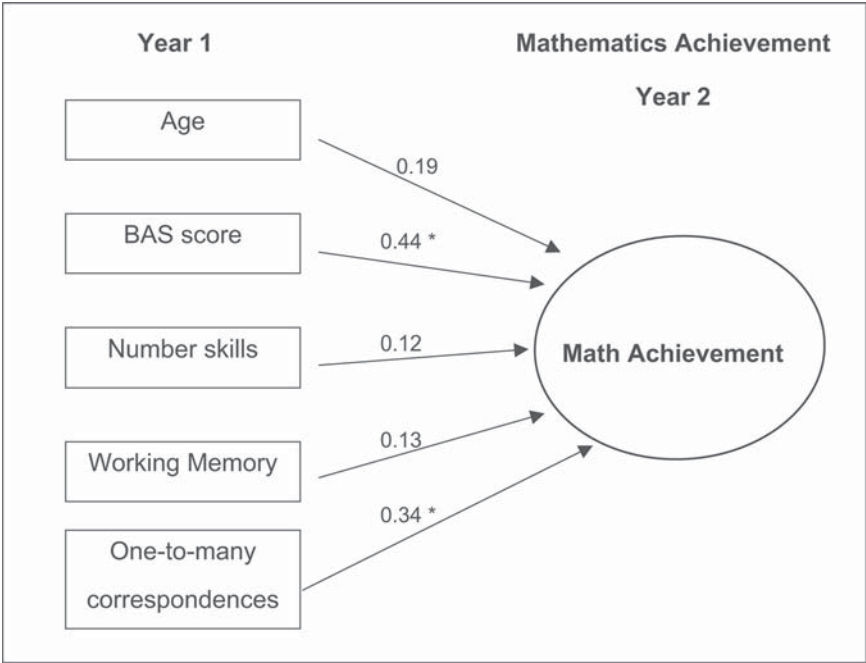 Year 1
Mathematics Achievement
Year 2
Age
0.19
BAS score
0.44 *
Number skills
0.12
Math Achievement
Working Memory
0.13
0.34 *
One-to-many
correspondences